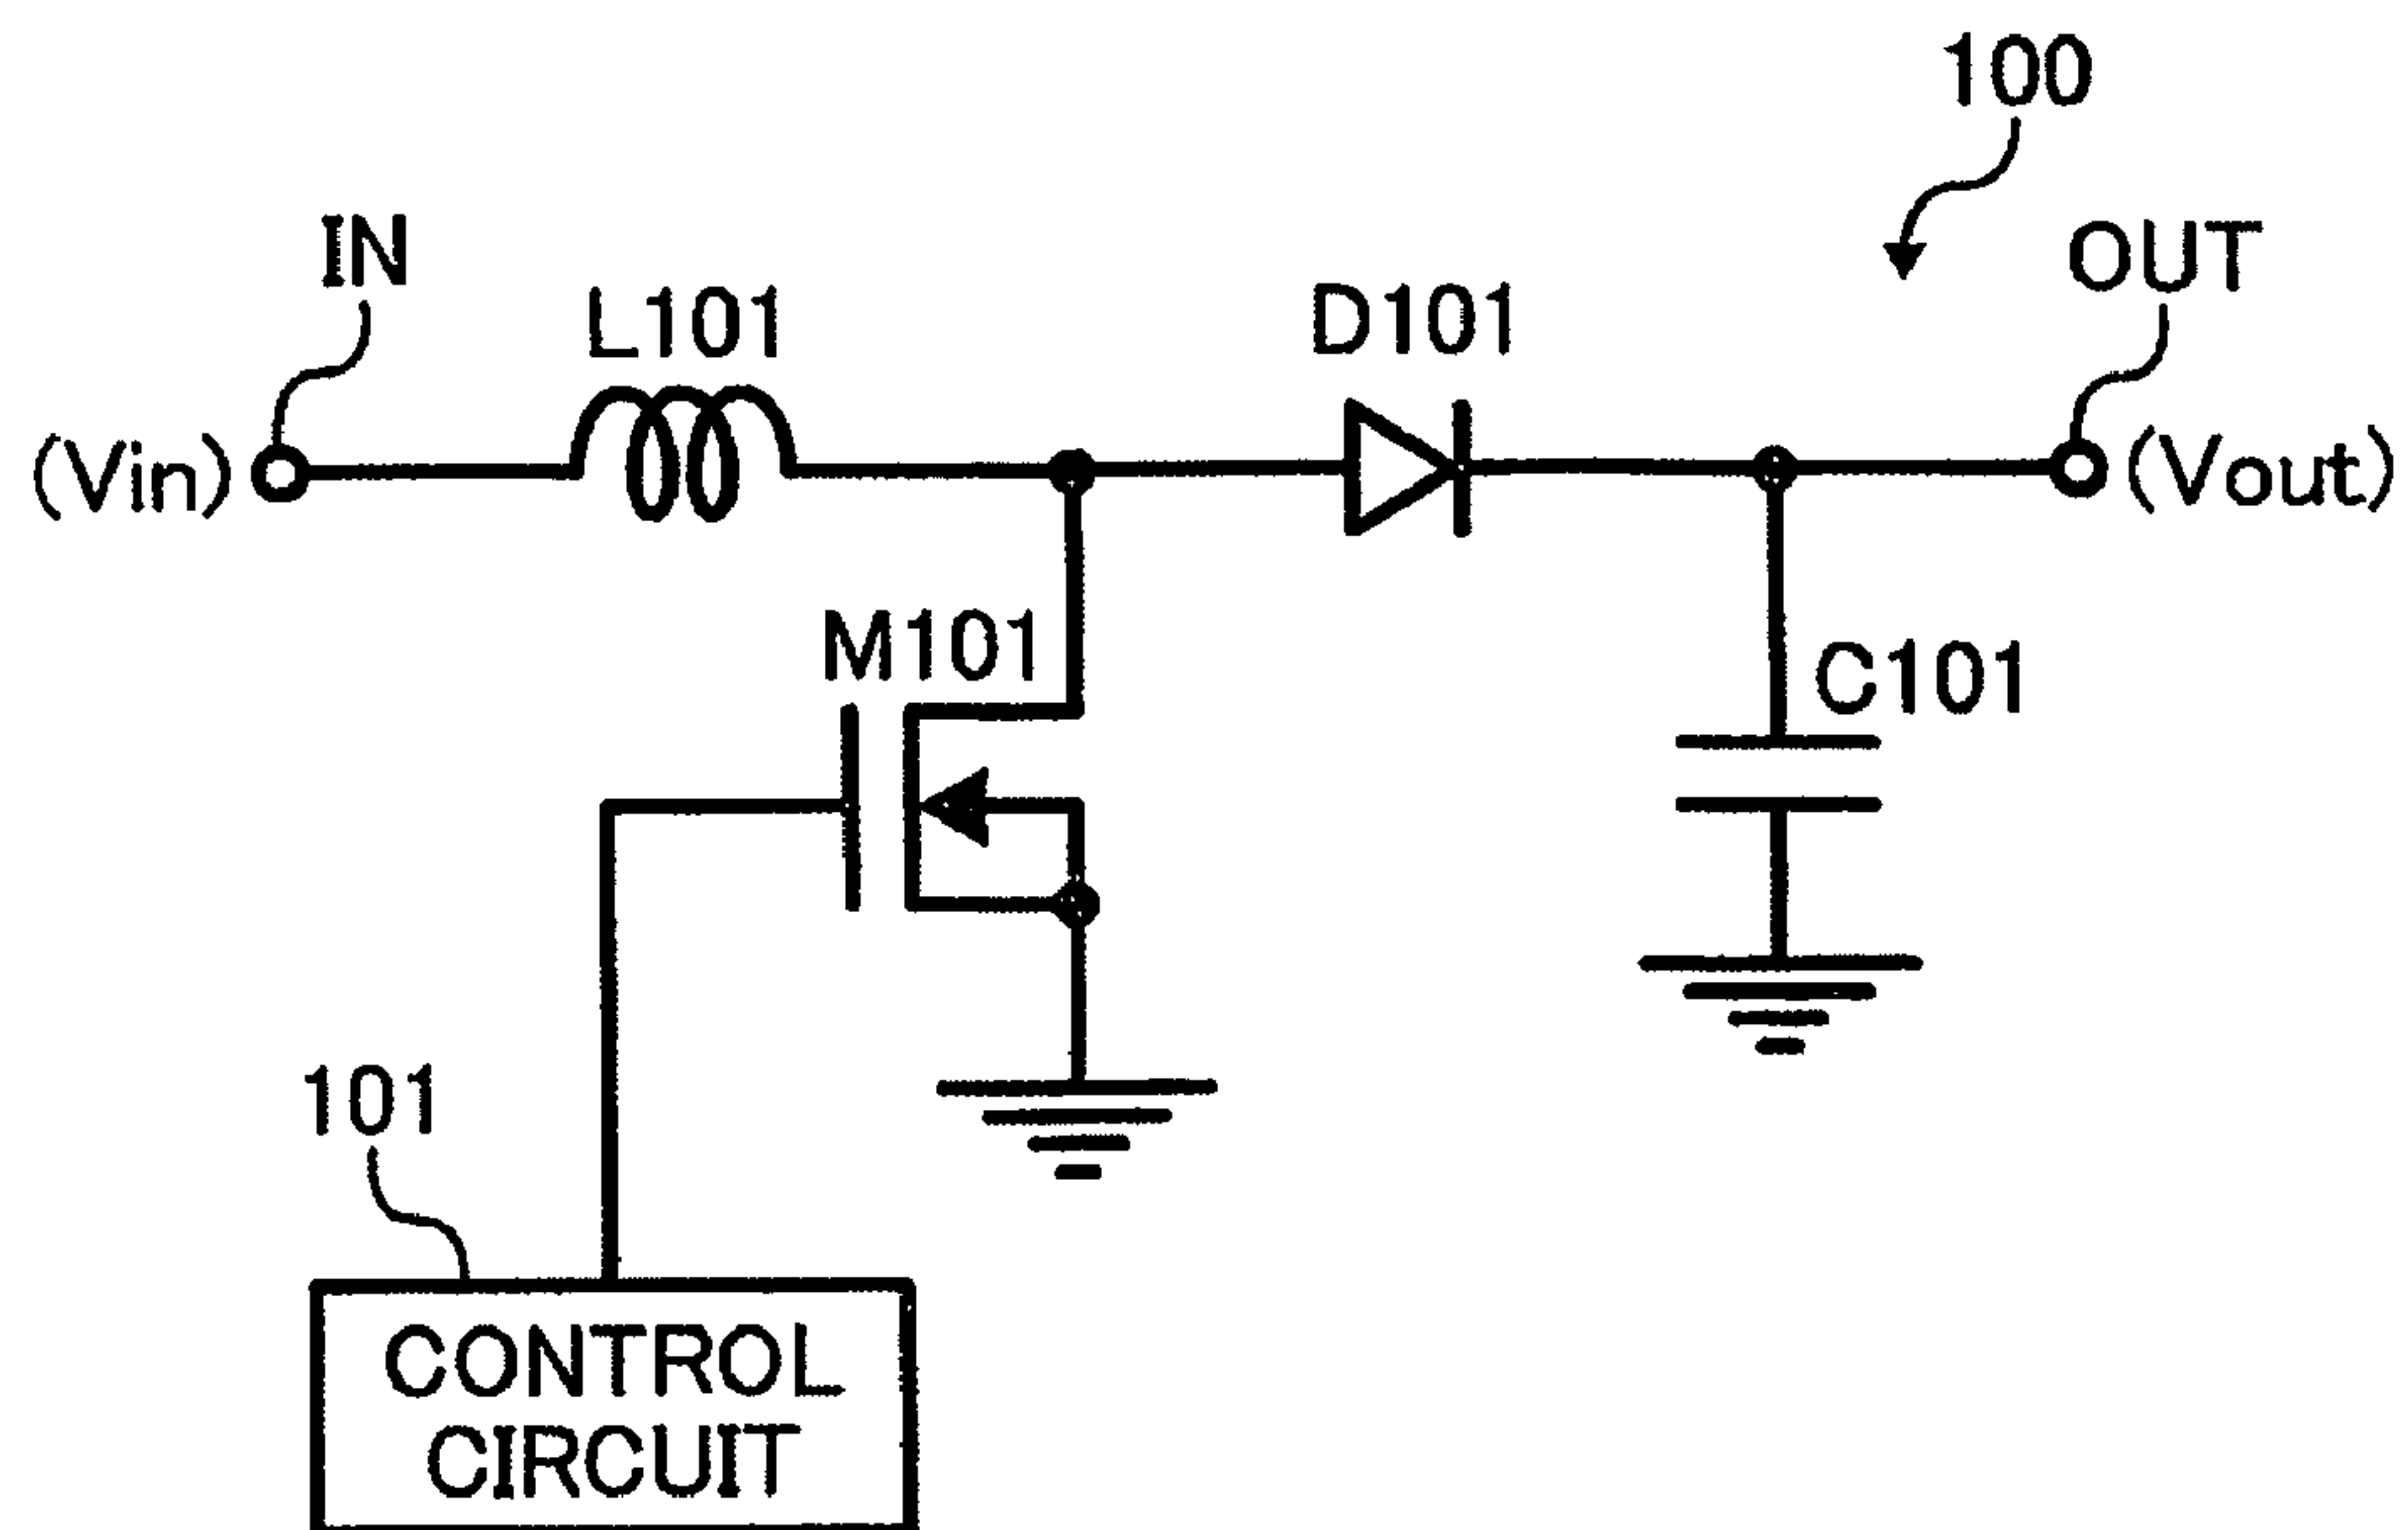 100
IN
OUT
L101
D101
(Vin)
(Vout)
M101
C101
101
CONTROL
CIRCUIT